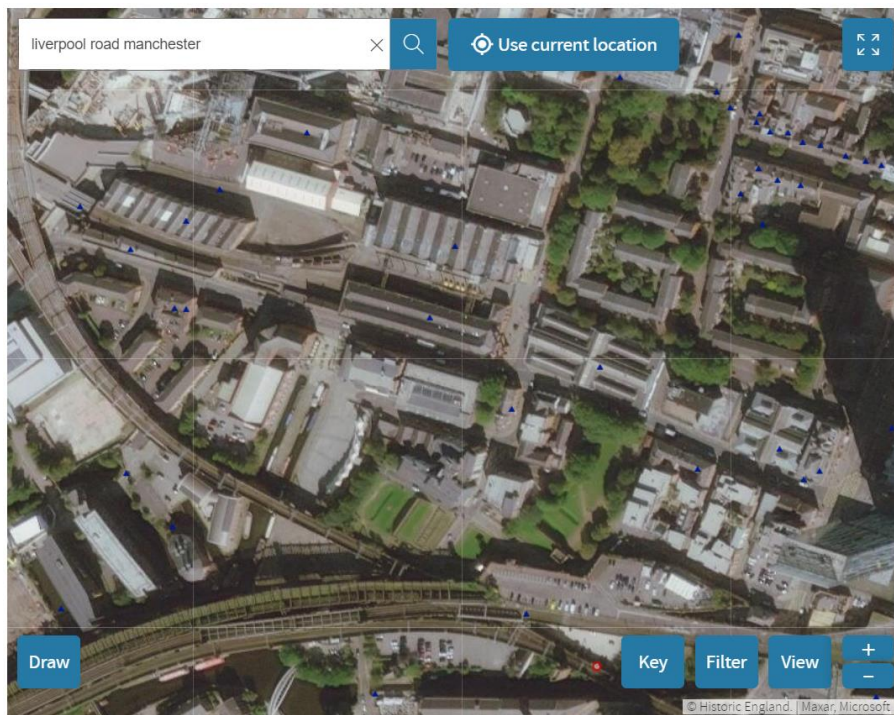 liverpool road manchester
Use current location
Draw
Key
Filter
View
+
−
© Historic England. | Maxar, Microsoft